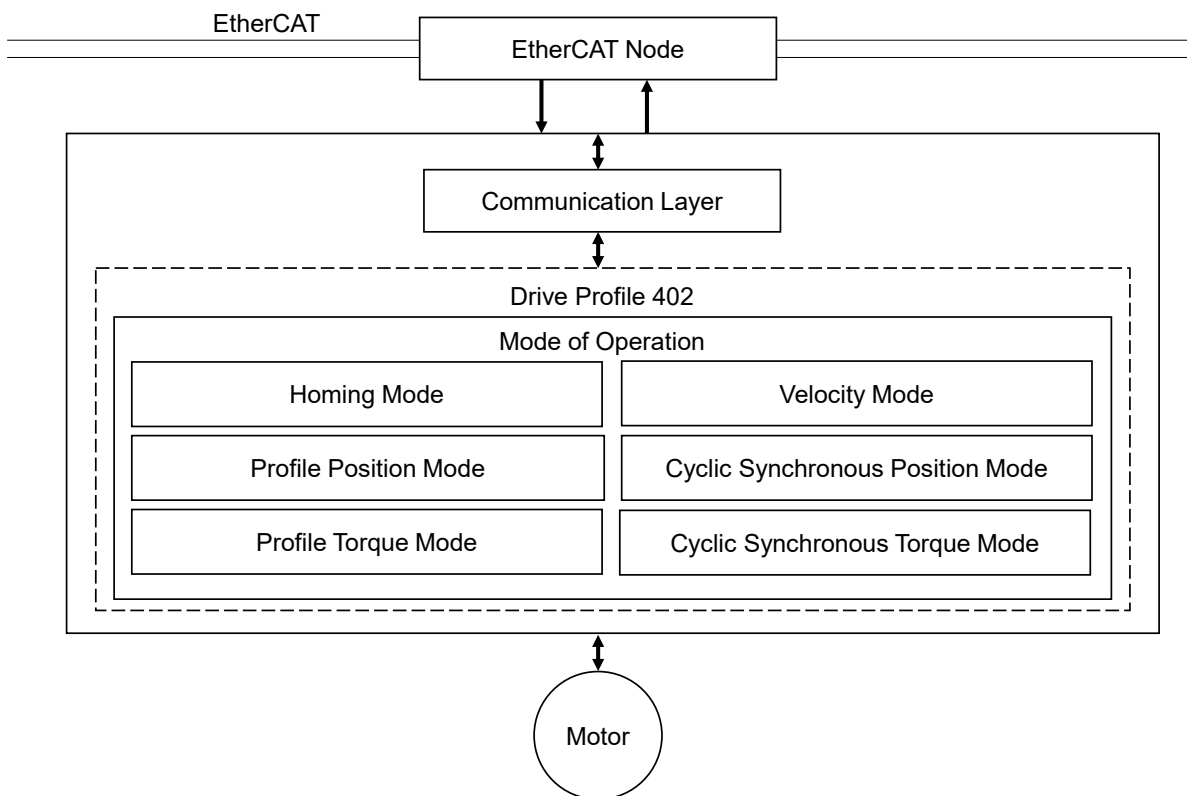 EtherCAT
EtherCAT Node
Communication Layer
Drive Profile 402
Mode of Operation
Homing Mode
Velocity Mode
Profile Position Mode
Cyclic Synchronous Position Mode
Profile Torque Mode
Cyclic Synchronous Torque Mode
Motor